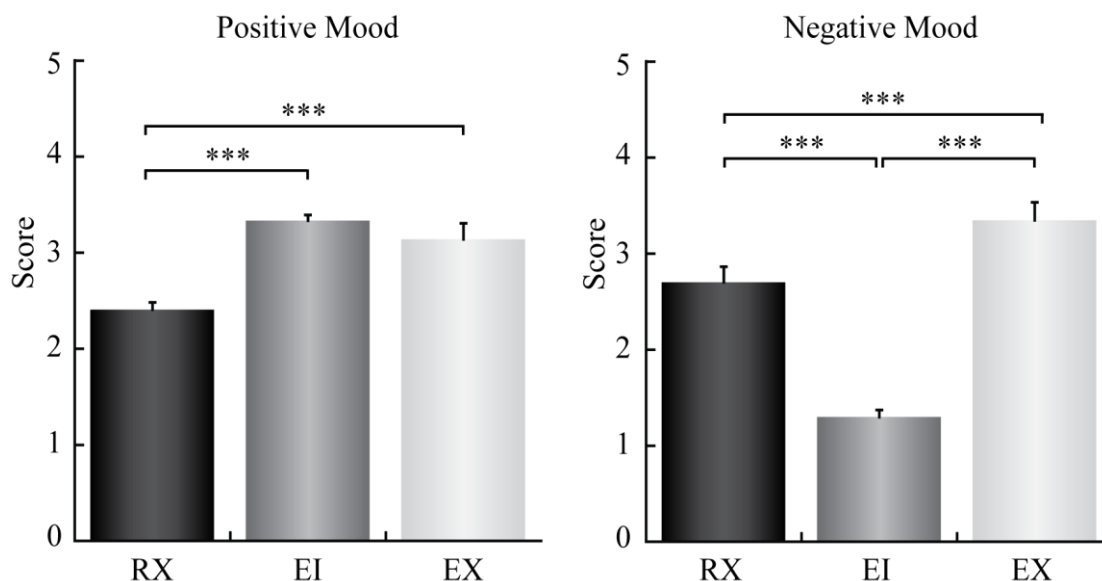 Positive Mood
5
4
3
2
1
0
Score
***
***
RX EI EX
Negative Mood
5
4
3
2
1
0
Score
***
*** ***
RX EI EX